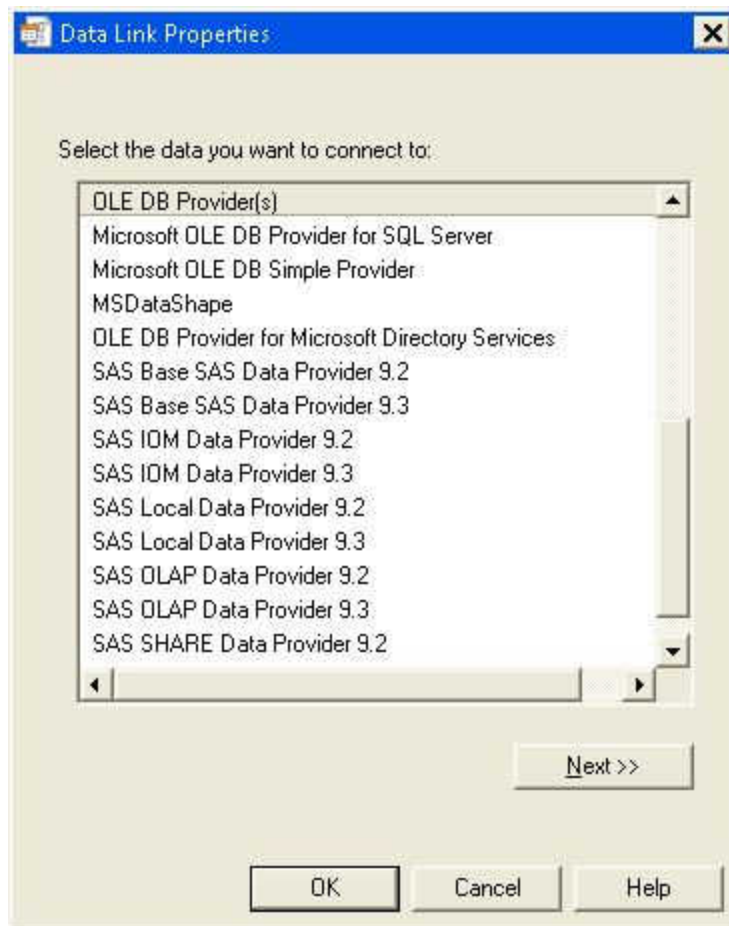 Data Link Properties
Select the data you want to connect to:
OLE DB Provider(s)
Microsoft OLE DB Provider for SQL Server
Microsoft OLE DB Simple Provider
MSDataShape
OLE DB Provider for Microsoft Directory Services
SAS Base SAS Data Provider 9.2
SAS Base SAS Data Provider 9.3
SAS IOM Data Provider 9.2
SAS IOM Data Provider 9.3
SAS Local Data Provider 9.2
SAS Local Data Provider 9.3
SAS OLAP Data Provider 9.2
SAS OLAP Data Provider 9.3
SAS SHARE Data Provider 9.2
Next >>
OK Cancel Help